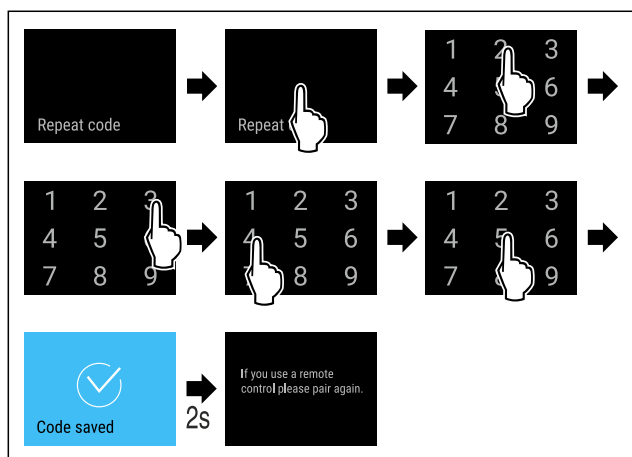 Repeat code
Repeat
1 2 3
4 6
7 8 9
1 2 3
4 5
7 8 9
1 2 3
4 5 6
8 9
1 2 3
4 5 6
7 9
Code saved
2s
If you use a remote
control please pair again.